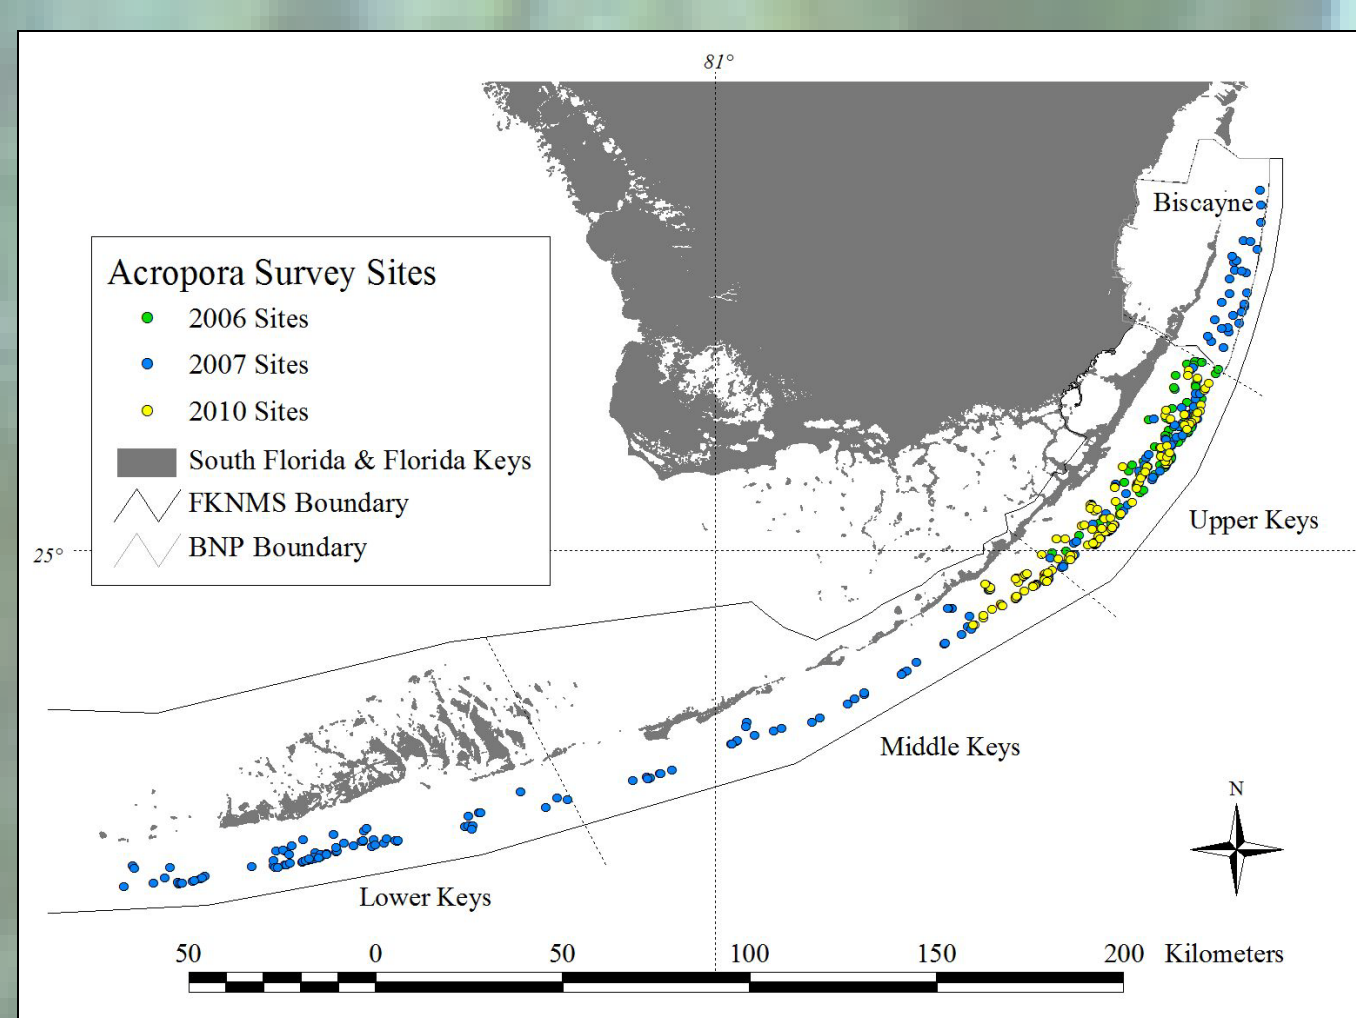 81°
Biscayne
Acropora Survey Sites
2006 Sites
2007 Sites
2010 Sites
South Florida & Florida Keys
FKNMS Boundary
BNP Boundary
Upper Keys
25°
Middle Keys
N
Lower Keys
50 0 50 100 150 200 Kilometers